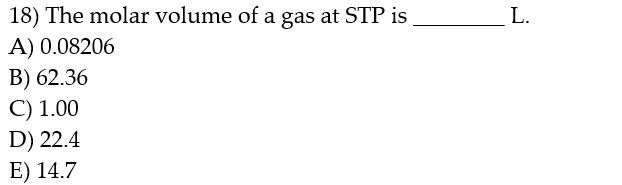 18) The molar volume of a gas at STP is ________ L.
A) 0.08206
B) 62.36
C) 1.00
D) 22.4
E) 14.7